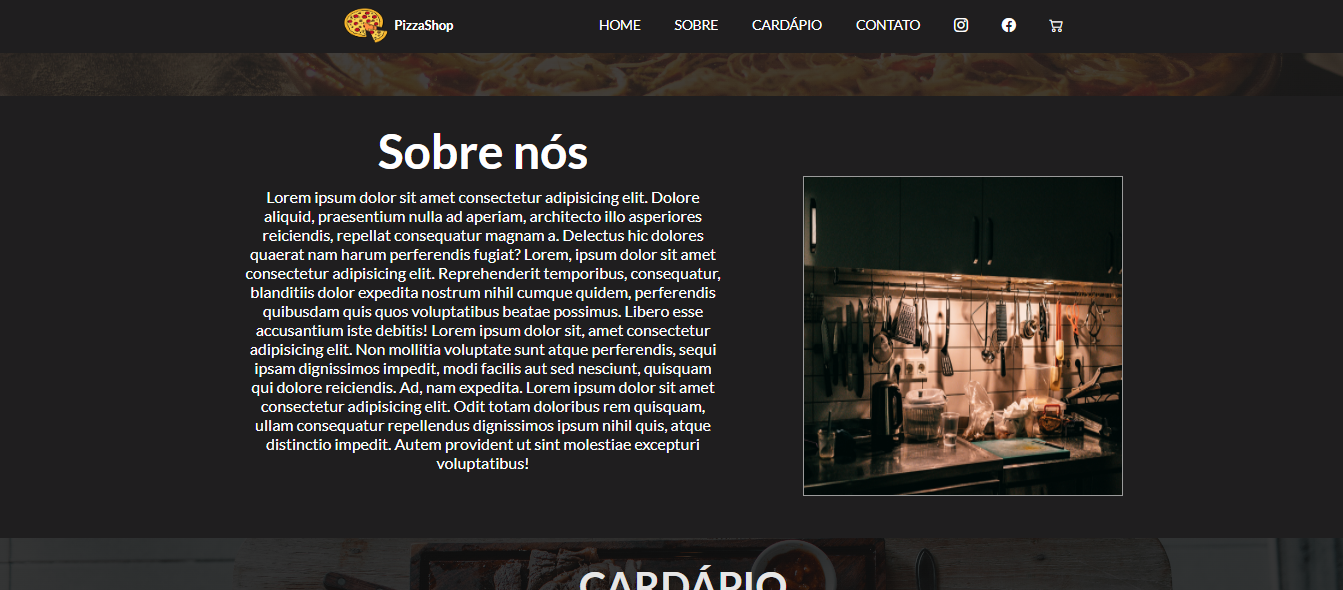 PizzaShop
HOME SOBRE CARDÁPIO CONTATO
Sobre nós
Lorem ipsum dolor sit amet consectetur adipisicing elit. Dolore
aliquid, praesentium nulla ad aperiam, architecto illo asperiores
reiciendis, repellat consequatur magnam a. Delectus hic dolores
quaerat nam harum perferendis fugiat? Lorem, ipsum dolor sit amet
consectetur adipisicing elit. Reprehenderit temporibus, consequatur,
blanditiis dolor expedita nostrum nihil cumque quidem, perferendis
quibusdam quis quos voluptatibus beatae possimus. Libero esse
accusantium iste debitis! Lorem ipsum dolor sit, amet consectetur
adipisicing elit. Non mollitia voluptate sunt atque perferendis, sequi
ipsam dignissimos impedit, modi facilis aut sed nesciunt, quisquam
qui dolore reiciendis. Ad, nam expedita. Lorem ipsum dolor sit amet
consectetur adipisicing elit. Odit totam doloribus rem quisquam,
ullam consequatur repellendus dignissimos ipsum nihil quis, atque
distinctio impedit. Autem provident ut sint molestiae excepturi
voluptatibus!
CARDÁPIO